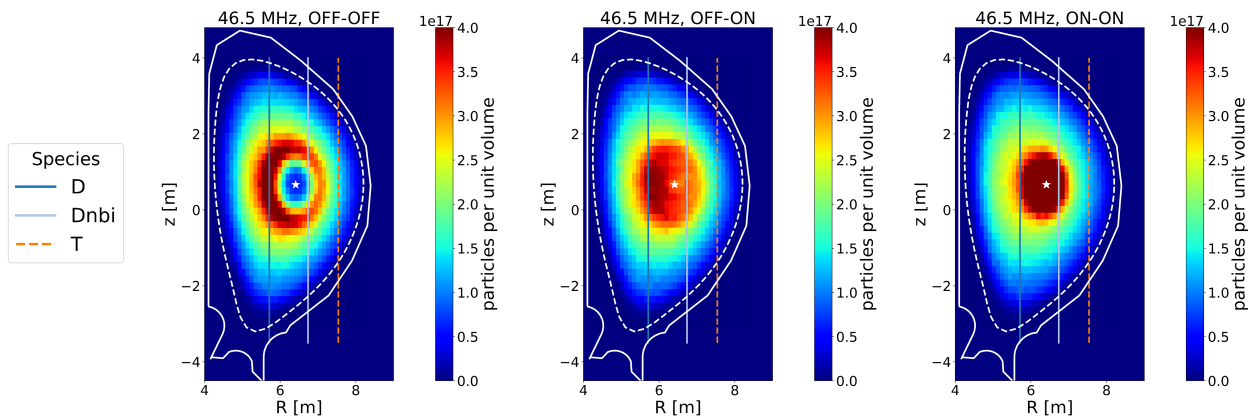 Species
D
Dnbi
T
46.5 MHz, OFF-OFF
1e17
4
2
0
−2
−4
z [m]
4
6
8
R [m]
4.0
3.5
3.0
2.5
2.0
1.5
1.0
0.5
0.0
particles per unit volume
46.5 MHz, OFF-ON
1e17
4
2
0
−2
−4
z [m]
4
6
8
R [m]
4.0
3.5
3.0
2.5
2.0
1.5
1.0
0.5
0.0
particles per unit volume
46.5 MHz, ON-ON
1e17
4
2
0
−2
−4
z [m]
4
6
8
R [m]
4.0
3.5
3.0
2.5
2.0
1.5
1.0
0.5
0.0
particles per unit volume